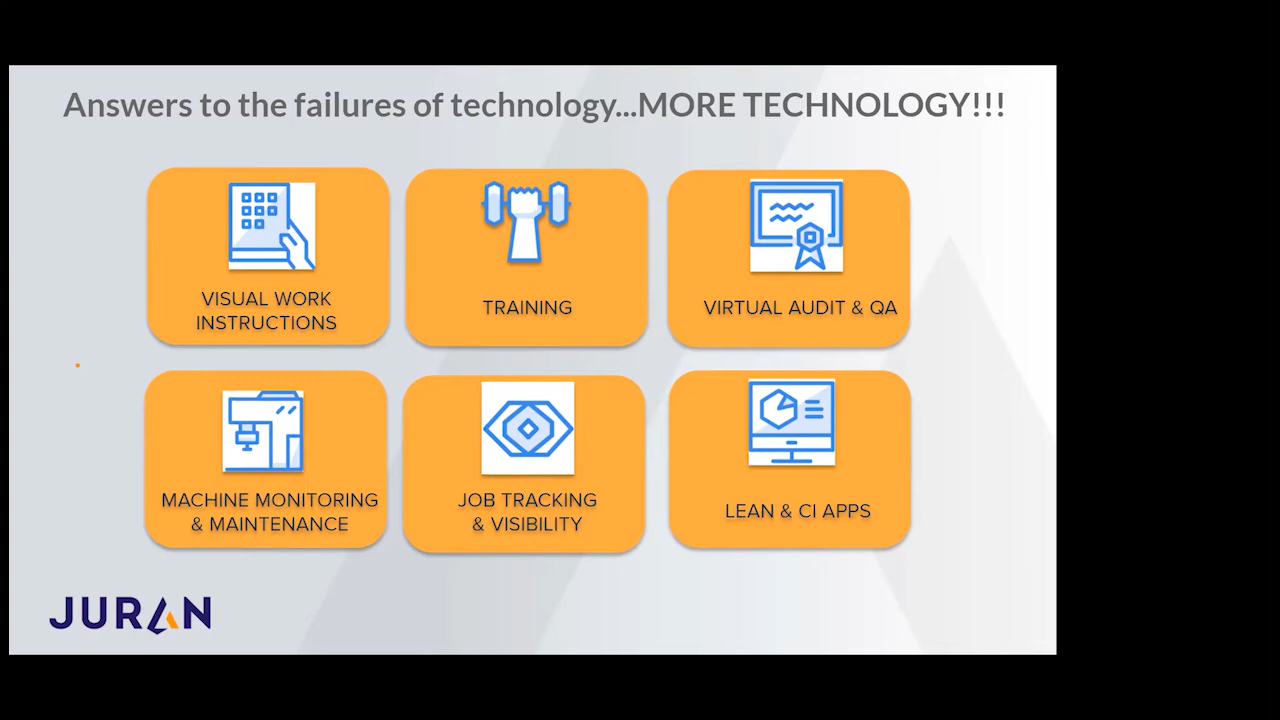 Answers to the failures of technology...MORE TECHNOLOGY!!!
VISUAL WORK
INSTRUCTIONS
TRAINING
VIRTUAL AUDIT & QA
MACHINE MONITORING
& MAINTENANCE
JOB TRACKING
& VISIBILITY
LEAN & CI APPS
JURAN